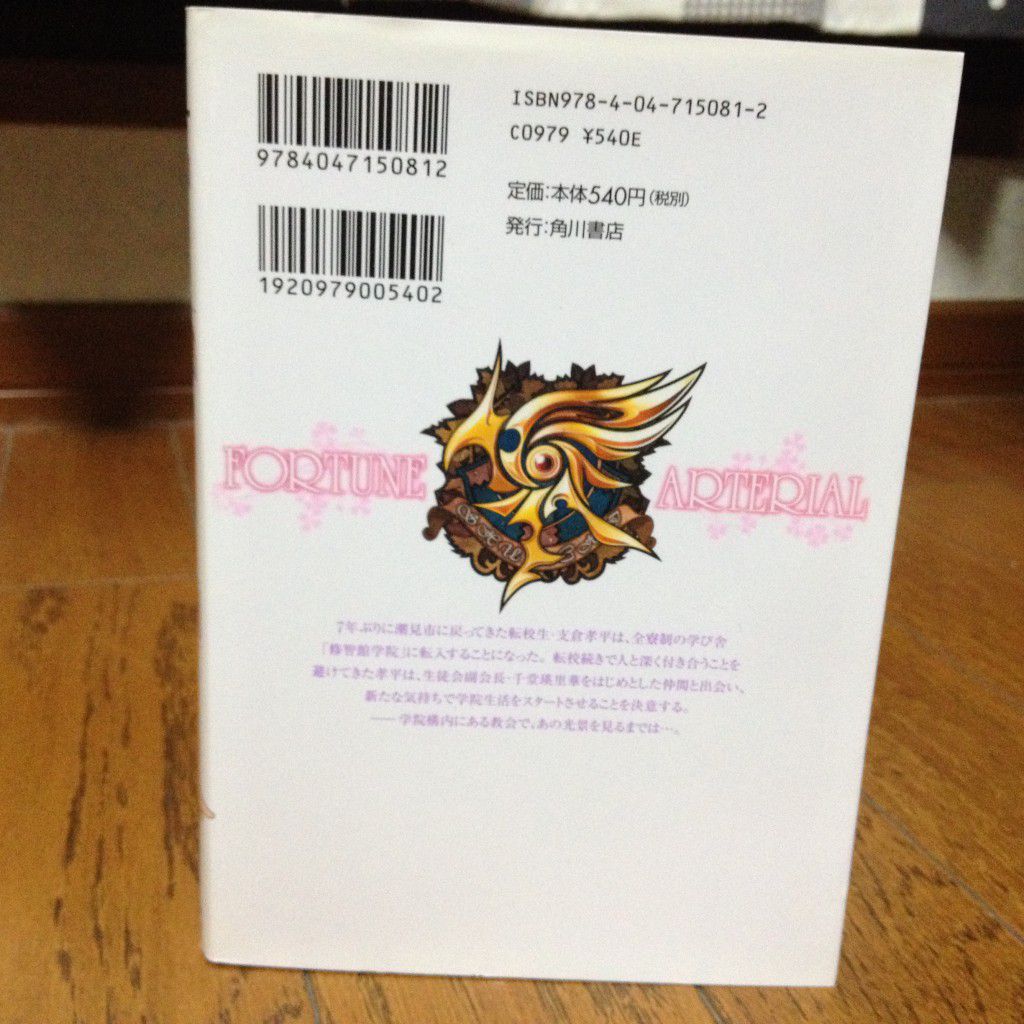 9784047150812
ISBN978-4-04-715081-2
C0979 ¥540E
1920979005402
定価:本体540円(税別)
発行:角川書店
FORTUNE ARTERIAL
7年ぶりに潮見市に戻ってきた転校生・支倉孝平は、全寮制の学び舎
「修智館学院」に転入することになった。転校続きで人と深く付き合うことを
避けてきた孝平は、生徒会副会長・千堂瑛里華をはじめとした仲間と出会い、
新たな気持ちで学院生活をスタートさせることを決意する。
――学院構内にある教会で、あの光景を見るまでは…。